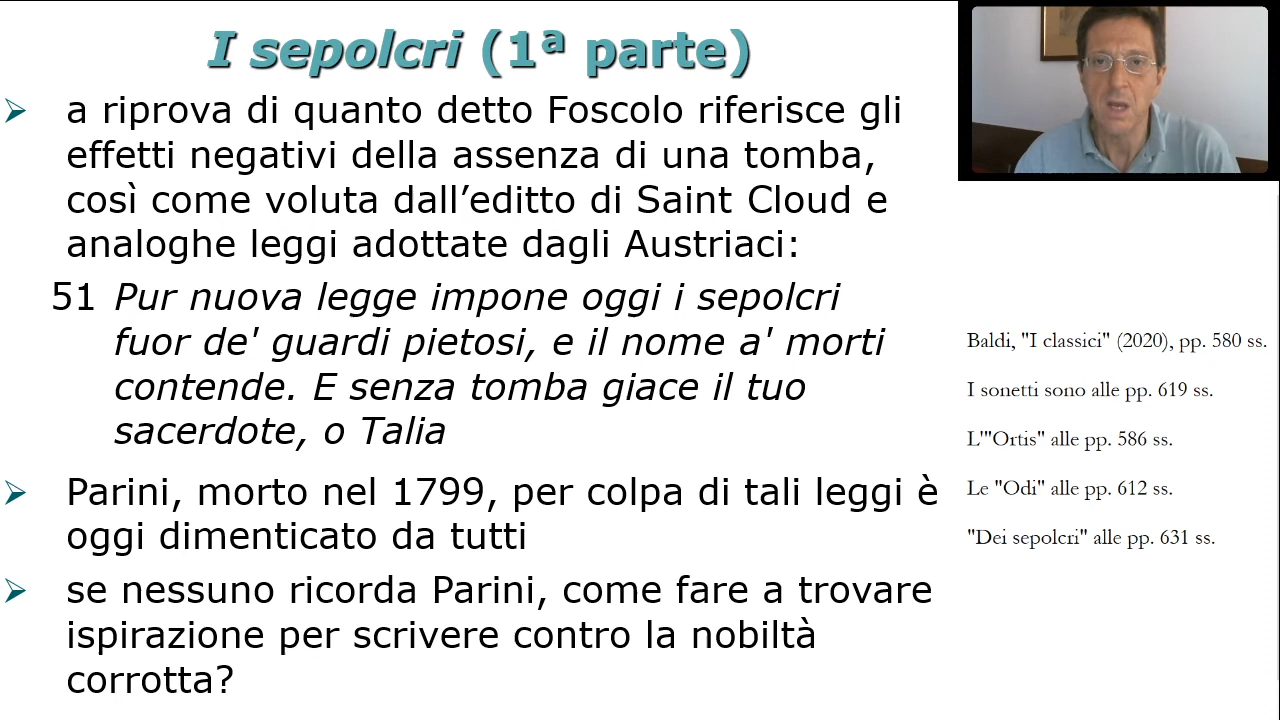 I sepolcri (1ª parte)
➢ a riprova di quanto detto Foscolo riferisce gli
effetti negativi della assenza di una tomba,
così come voluta dall’editto di Saint Cloud e
analoghe leggi adottate dagli Austriaci:
51 Pur nuova legge impone oggi i sepolcri
fuor de' guardi pietosi, e il nome a' morti
contende. E senza tomba giace il tuo
sacerdote, o Talia
➢ Parini, morto nel 1799, per colpa di tali leggi è
oggi dimenticato da tutti
➢ se nessuno ricorda Parini, come fare a trovare
ispirazione per scrivere contro la nobiltà
corrotta?
Baldi, "I classici" (2020), pp. 580 ss.
I sonetti sono alle pp. 619 ss.
L'"Ortis" alle pp. 586 ss.
Le "Odi" alle pp. 612 ss.
"Dei sepolcri" alle pp. 631 ss.